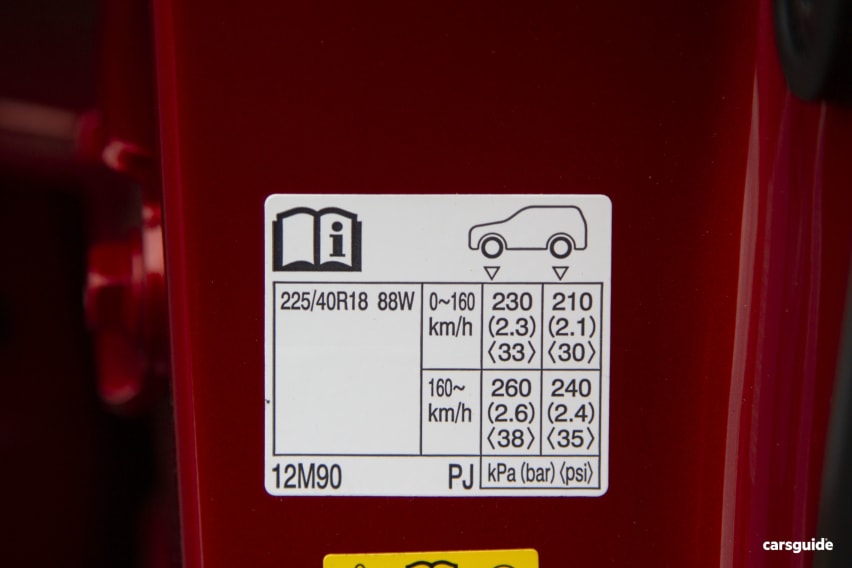 i
225/40R18 88W 0~160 km/h 230 (2.3) ⟨33⟩ 210 (2.1) ⟨30⟩
160~ km/h 260 (2.6) ⟨38⟩ 240 (2.4) ⟨35⟩
12M90 PJ kPa (bar) ⟨psi⟩
carsguide